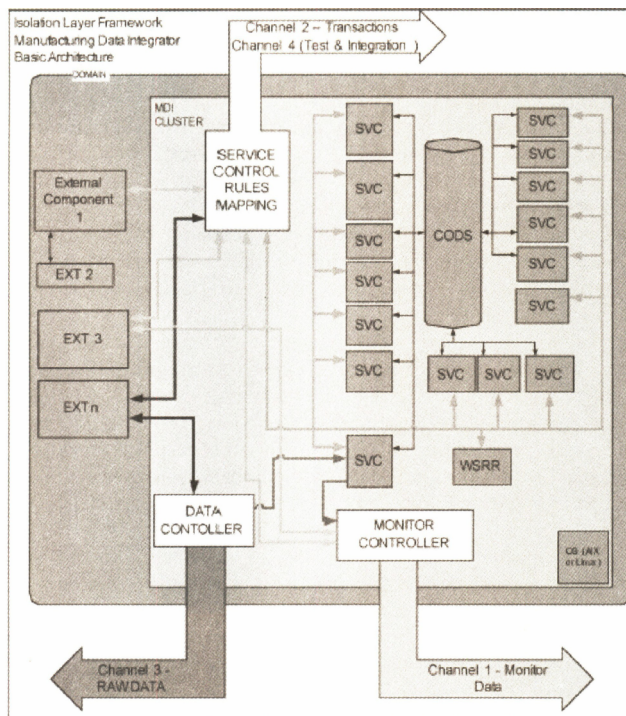 Isolation Layer Framework
Manufacturing Data Integrator
Basic Architecture
Channel 2 – Transactions
Channel 4 (Test & Integration )
DOMAIN
MDI
CLUSTER
SERVICE
CONTROL
RULES
MAPPING
External
Component
1
EXT 2
EXT 3
EXTn
SVC
SVC
SVC
SVC
SVC
SVC
SVC
CODS
SVC
SVC
SVC
SVC
SVC
SVC
SVC
SVC
SVC
WSRR
DATA
CONTOLLER
MONITOR
CONTROLLER
OS (AIX
or Linux)
Channel 3 -
RAW DATA
Channel 1 - Monitor
Data